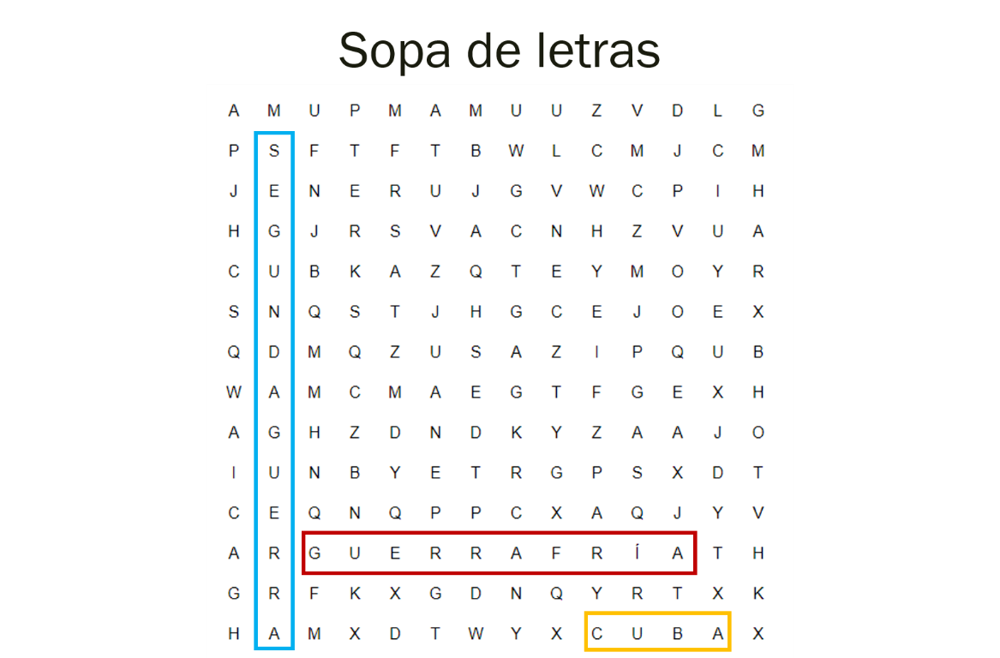 Sopa de letras
A M U P M A M U U Z V D L G
P S F T F T B W L C M J C M
J E N E R U J G V W C P I H
H G J R S V A C N H Z V U A
C U B K A Z Q T E Y M O Y R
S N Q S T J H G C E J O E X
Q D M Q Z U S A Z I P Q U B
W A M C M A E G T F G E X H
A G H Z D N D K Y Z A A J O
I U N B Y E T R G P S X D T
C E Q N Q P P C X A Q J Y V
A R G U E R R A F R Í A T H
G R F K X G D N Q Y R T X K
H A M X D T W Y X C U B A X